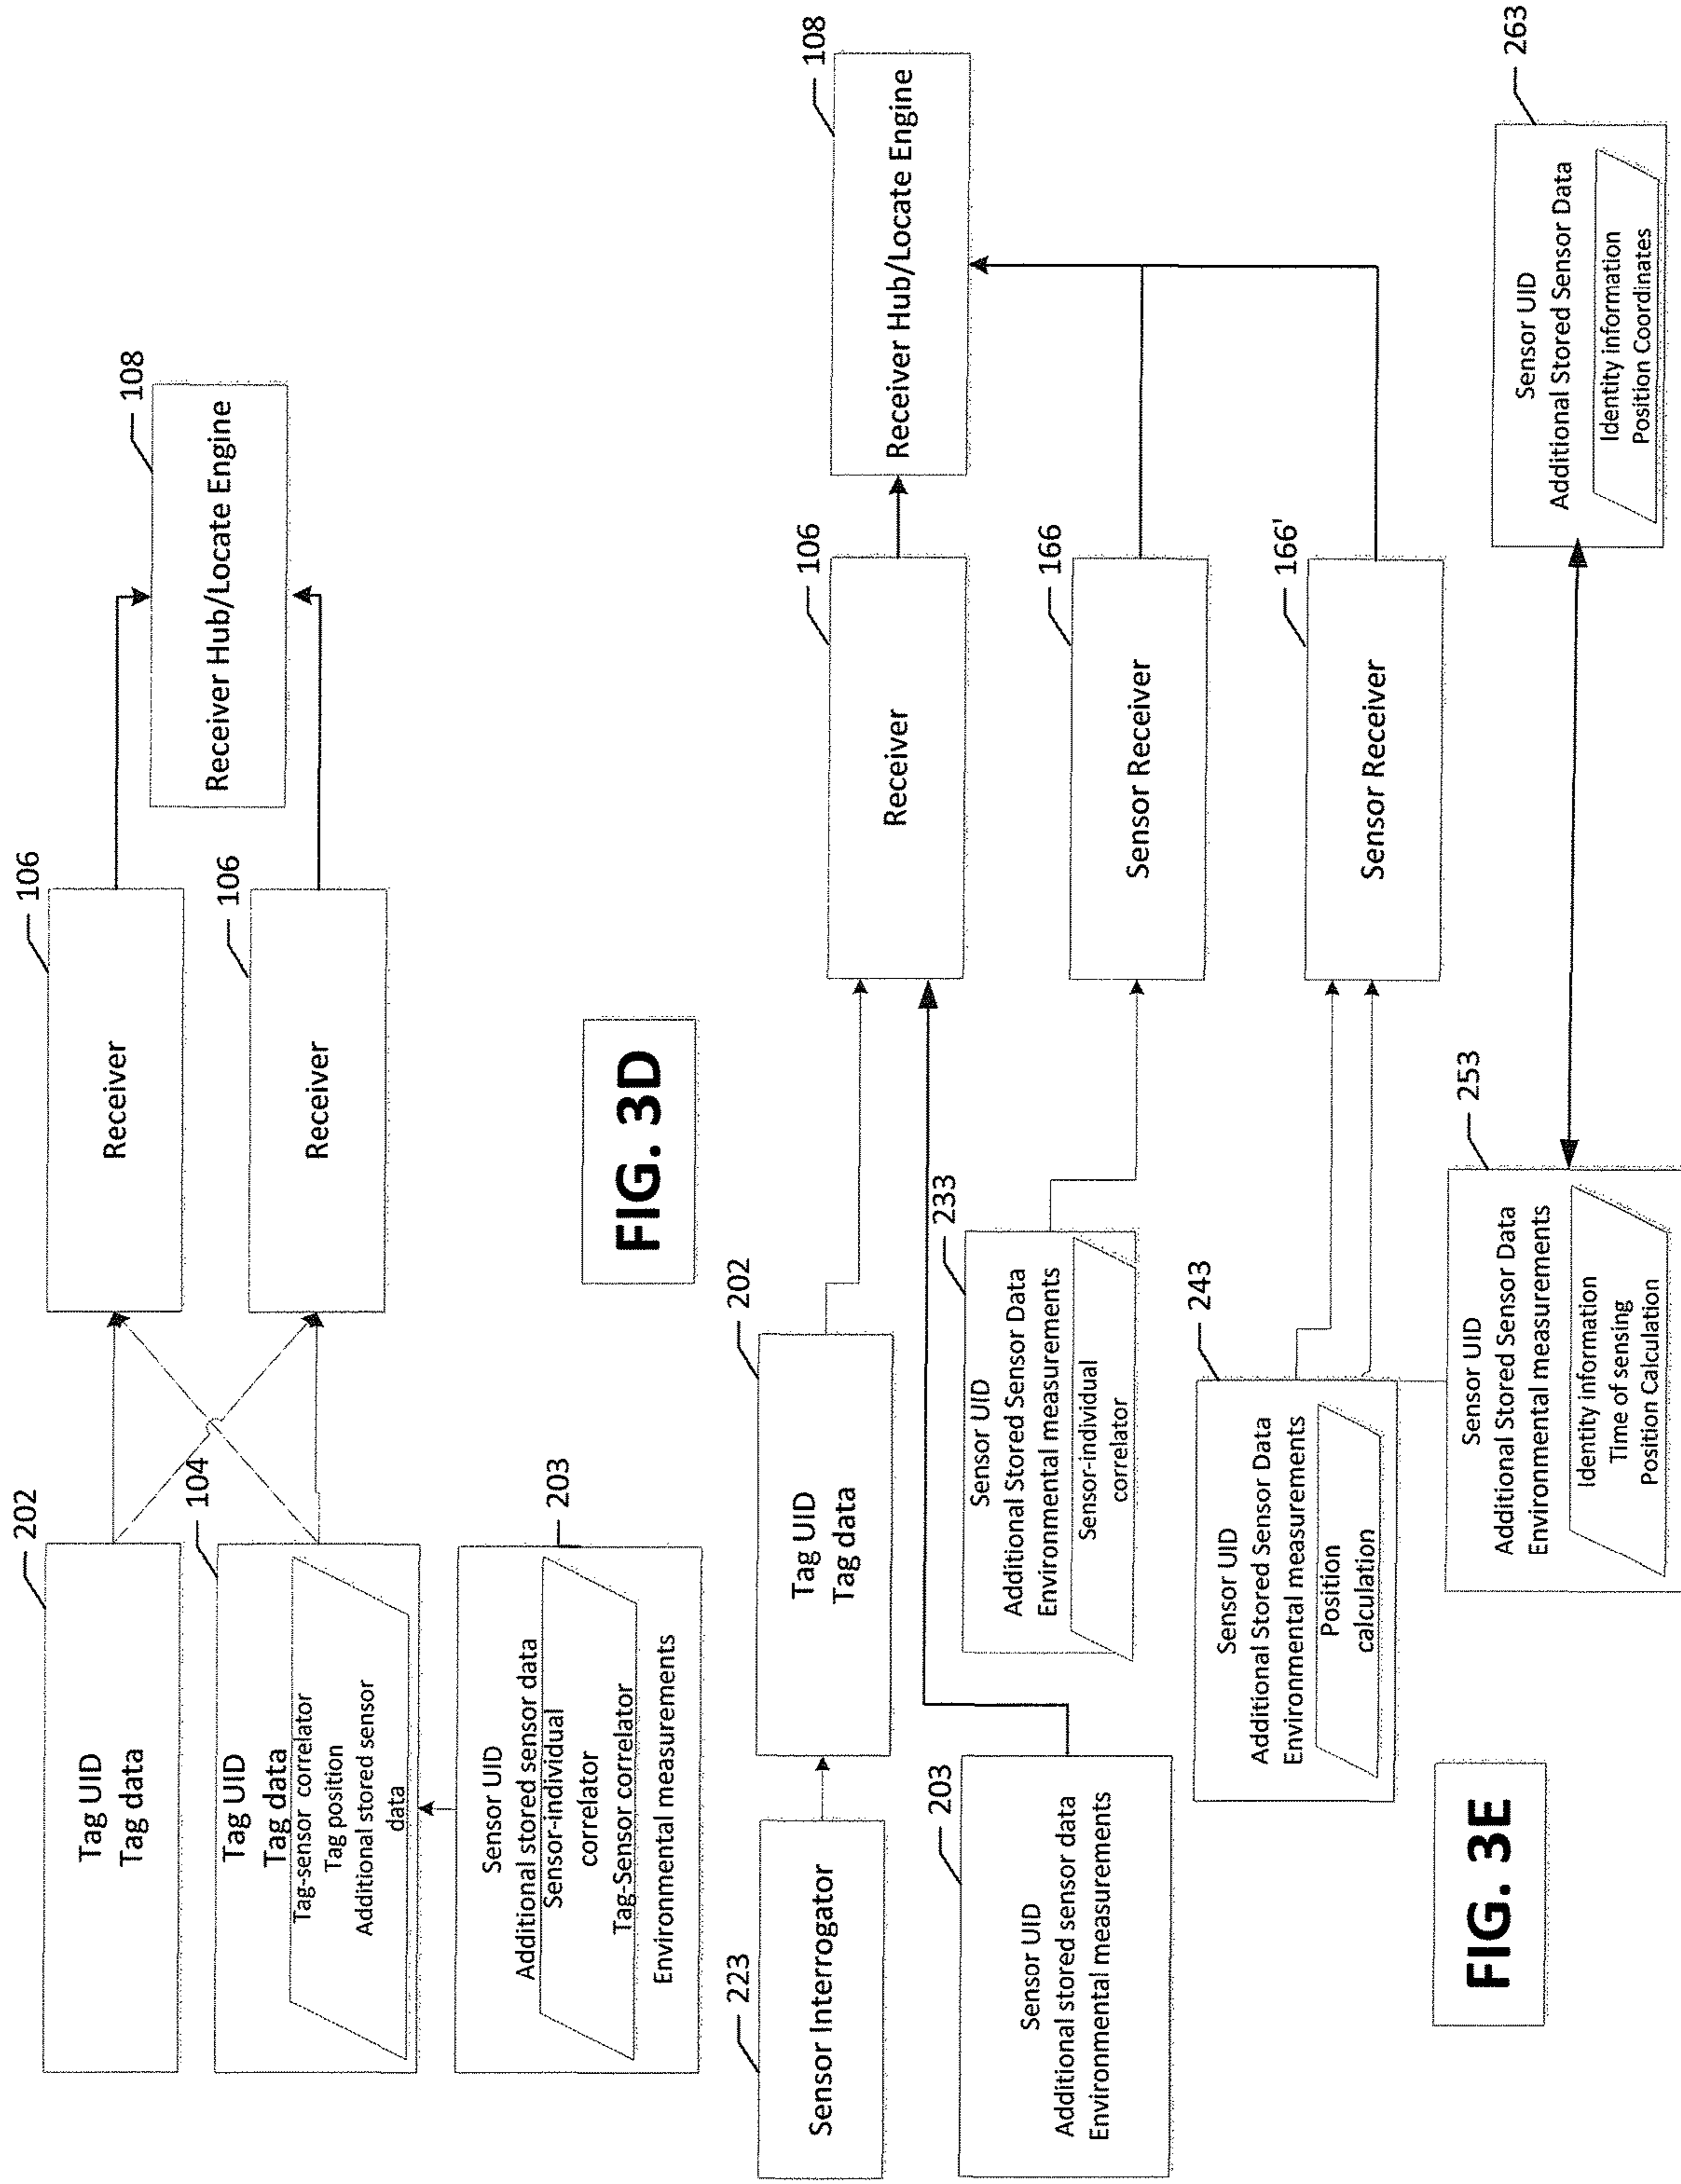 202
Tag UID
Tag data
104
Tag UID
Tag data
Tag-sensor correlator
Tag position
Additional stored sensor
data
203
Sensor UID
Additional stored sensor data
Sensor-individual
correlator
Tag-Sensor correlator
Environmental measurements
106
Receiver
106
Receiver
108
Receiver Hub/Locate Engine
FIG. 3D
223
Sensor Interrogator
202
Tag UID
Tag data
203
Sensor UID
Additional stored sensor data
Environmental measurements
233
Sensor UID
Additional Stored Sensor Data
Environmental measurements
Sensor-individual
correlator
243
Sensor UID
Additional Stored Sensor Data
Environmental measurements
Position
calculation
253
Sensor UID
Additional Stored Sensor Data
Environmental measurements
Identity information
Time of sensing
Position Calculation
106
Receiver
166
Sensor Receiver
166'
Sensor Receiver
108
Receiver Hub/Locate Engine
263
Sensor UID
Additional Stored Sensor Data
Identity information
Position Coordinates
FIG. 3E